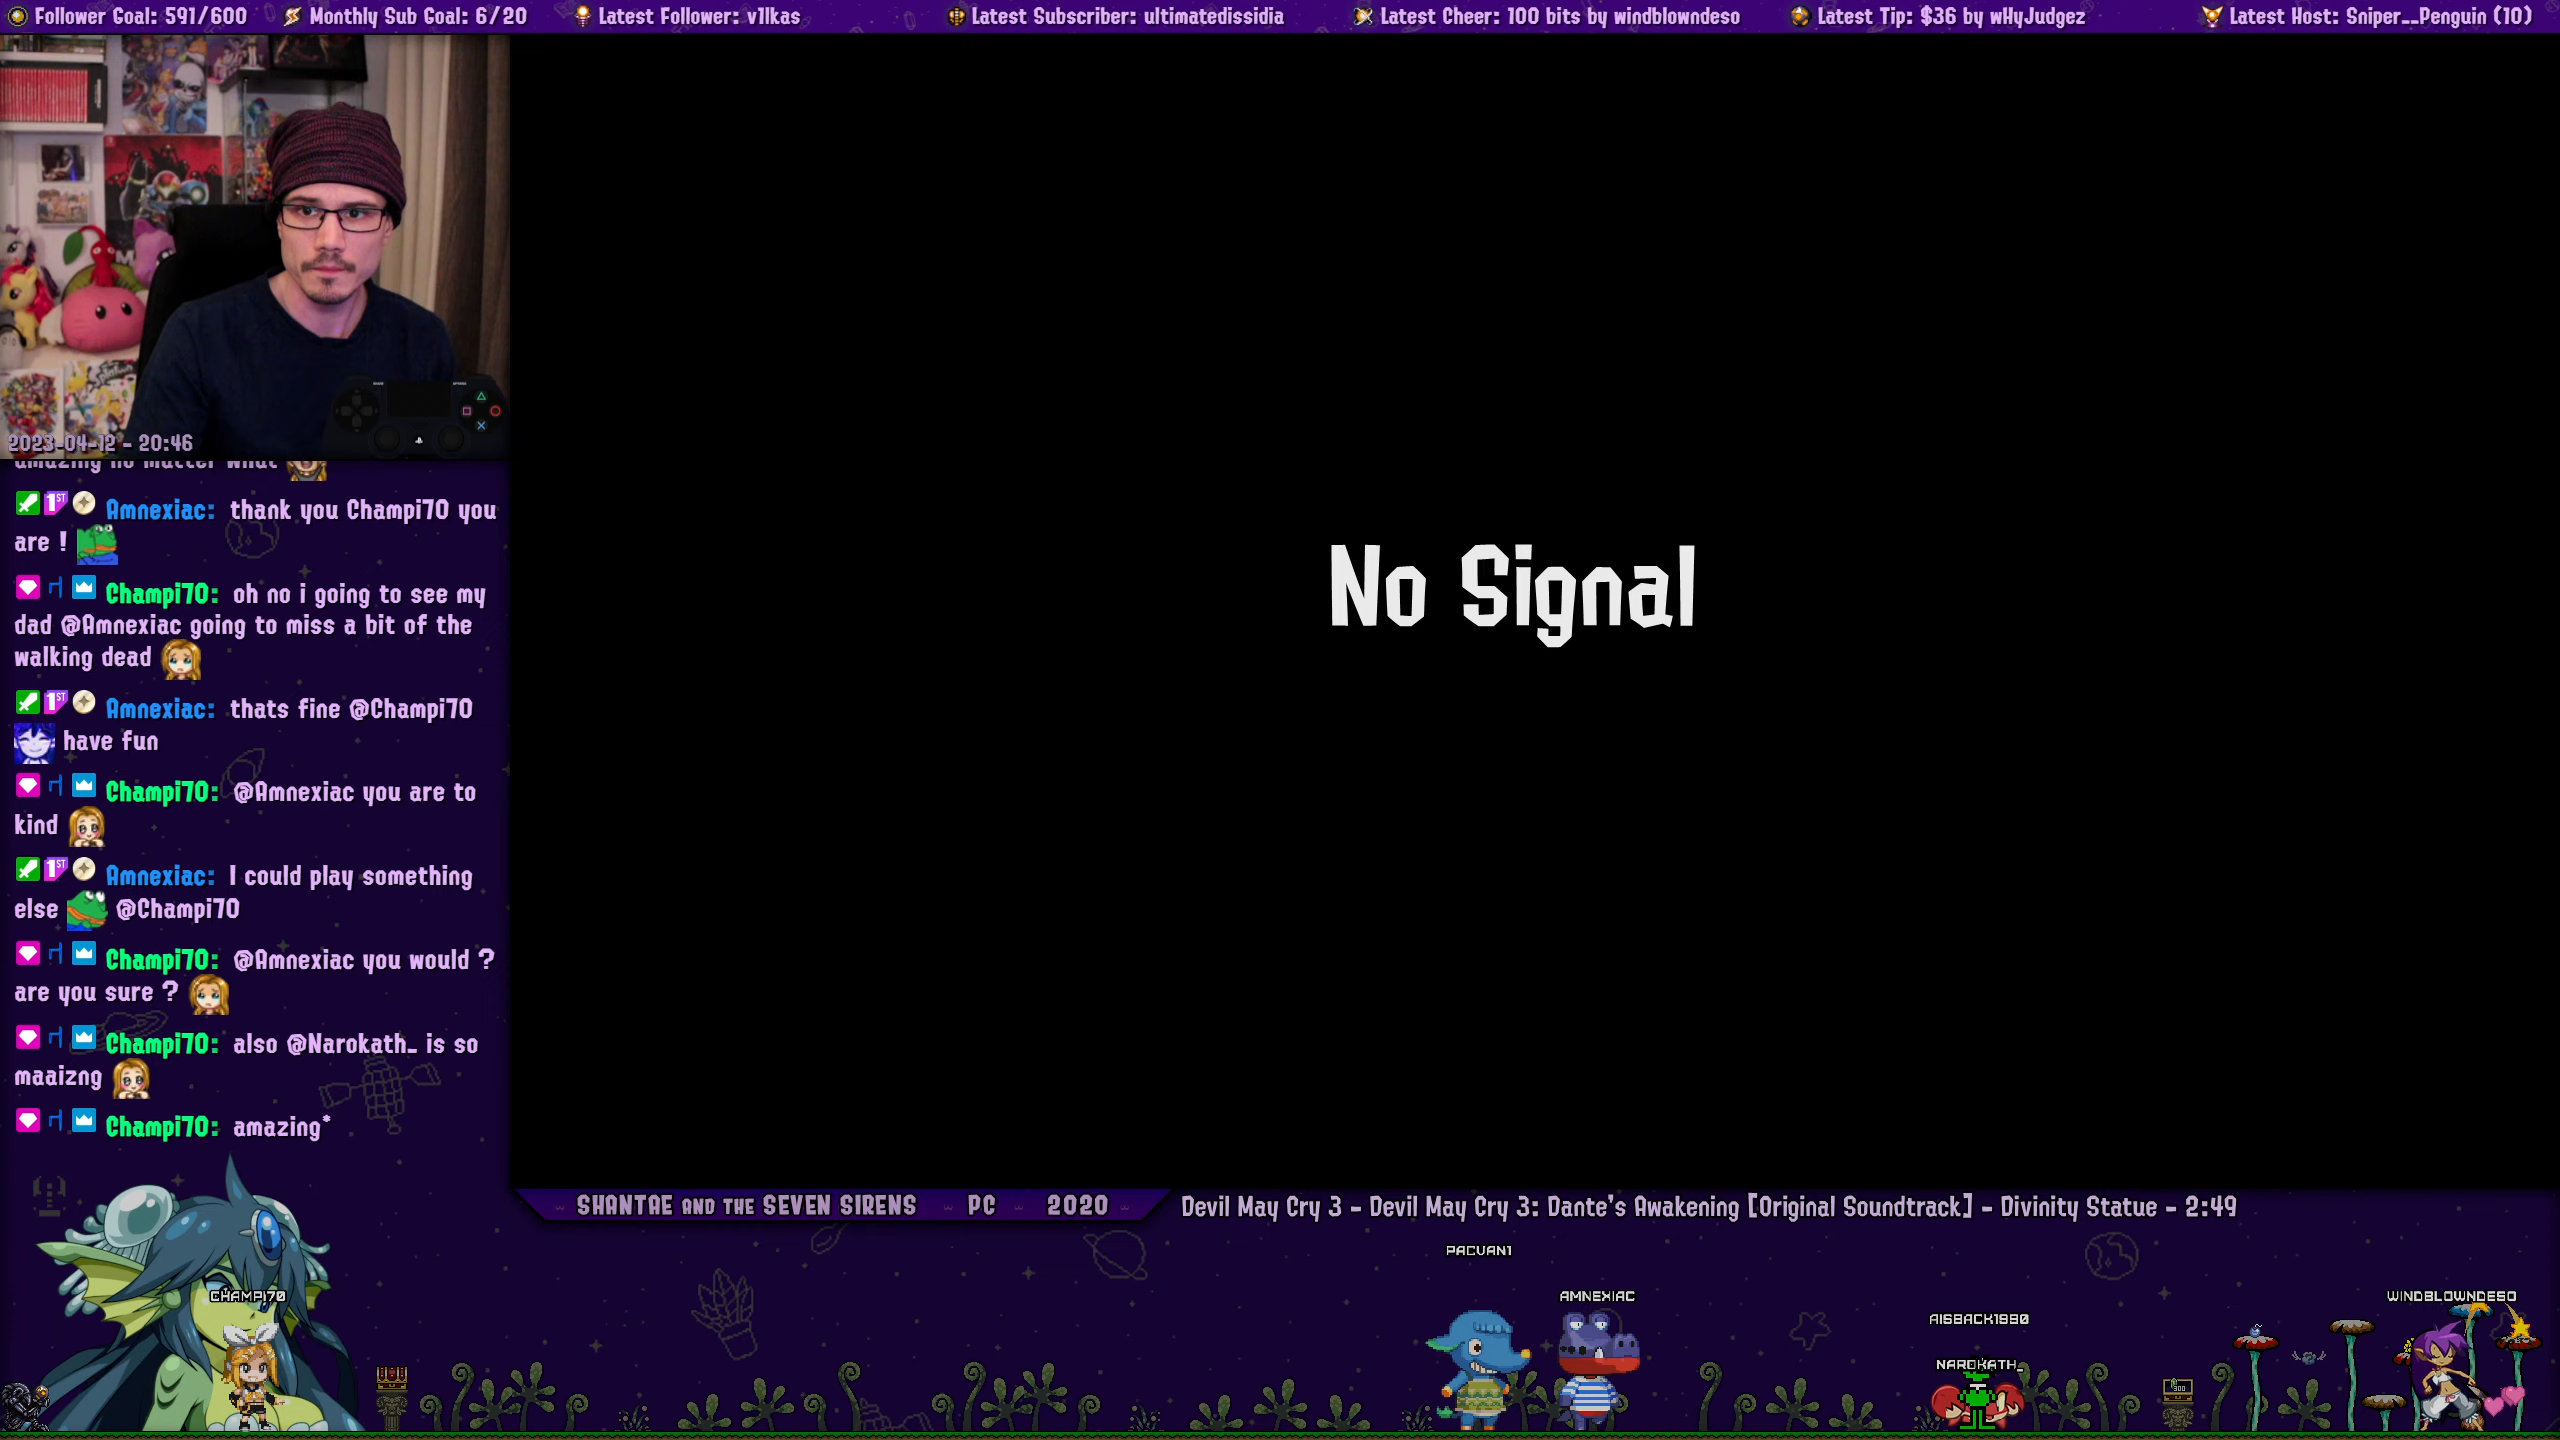 Follower Goal: 591/600
Monthly Sub Goal: 6/20
Latest Follower: v1lkas
Latest Subscriber: ultimatedissidia
Latest Cheer: 100 bits by windblowndeso
Latest Tip: $36 by wHyJudgez
Latest Host: Sniper__Penguin (10)
2023-04-12 - 20:46
amazing no matter what
Amnexiac: thank you Champi70 you
are !
Champi70: oh no i going to see my
dad @Amnexiac going to miss a bit of the
walking dead
Amnexiac: thats fine @Champi70
have fun
Champi70: @Amnexiac you are to
kind
Amnexiac: I could play something
else @Champi70
Champi70: @Amnexiac you would ?
are you sure ?
Champi70: also @Narokath_ is so
maaizng
Champi70: amazing*
No Signal
SHANTAE AND THE SEVEN SIRENS - PC - 2020
Devil May Cry 3 - Devil May Cry 3: Dante's Awakening [Original Soundtrack] - Divinity Statue - 2:49
CHAMPI70
PACVAN1
AMNEXIAC
AISBACK1990
NAROKATH_
WINDBLOWNDESO